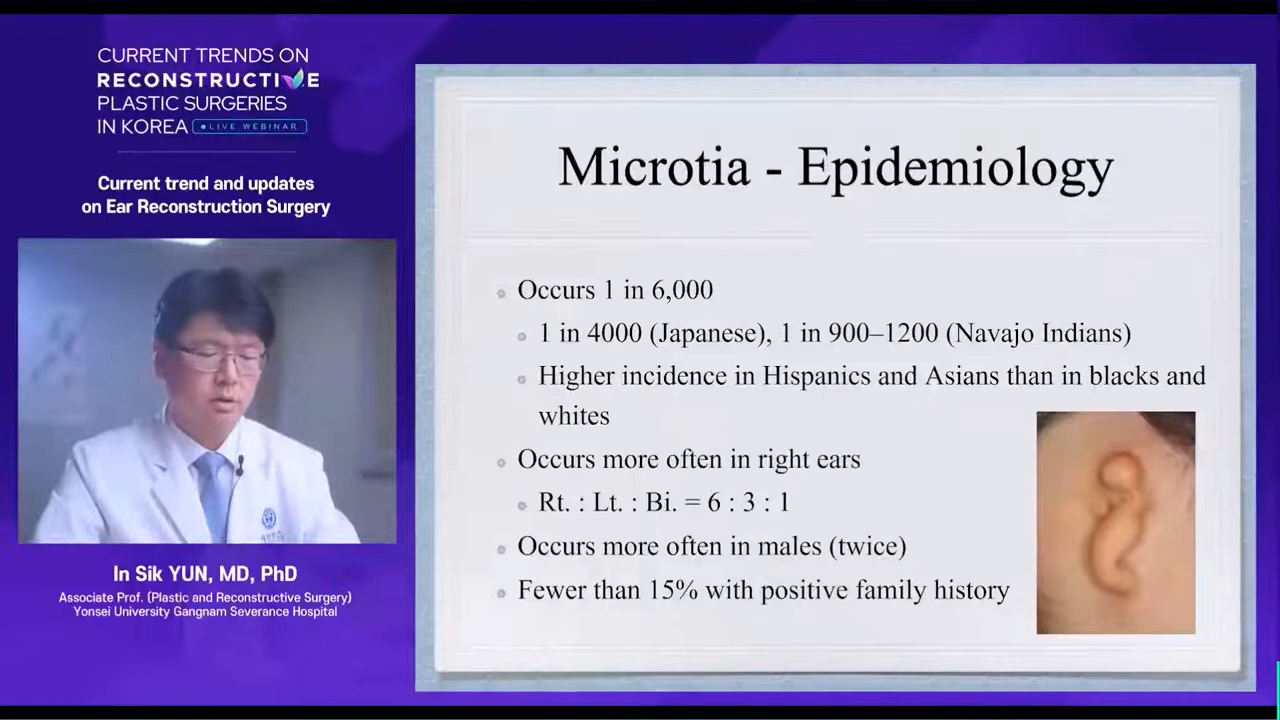 CURRENT TRENDS ON
RECONSTRUCTIVE
PLASTIC SURGERIES
IN KOREA LIVE WEBINAR
Current trend and updates
on Ear Reconstruction Surgery
In Sik YUN, MD, PhD
Associate Prof. (Plastic and Reconstructive Surgery)
Yonsei University Gangnam Severance Hospital
Microtia - Epidemiology
Occurs 1 in 6,000
1 in 4000 (Japanese), 1 in 900–1200 (Navajo Indians)
Higher incidence in Hispanics and Asians than in blacks and
whites
Occurs more often in right ears
Rt. : Lt. : Bi. = 6 : 3 : 1
Occurs more often in males (twice)
Fewer than 15% with positive family history